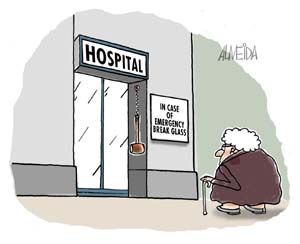 ALMEIDA
HOSPITAL
IN CASE
OF
EMERGENCY
BREAK GLASS